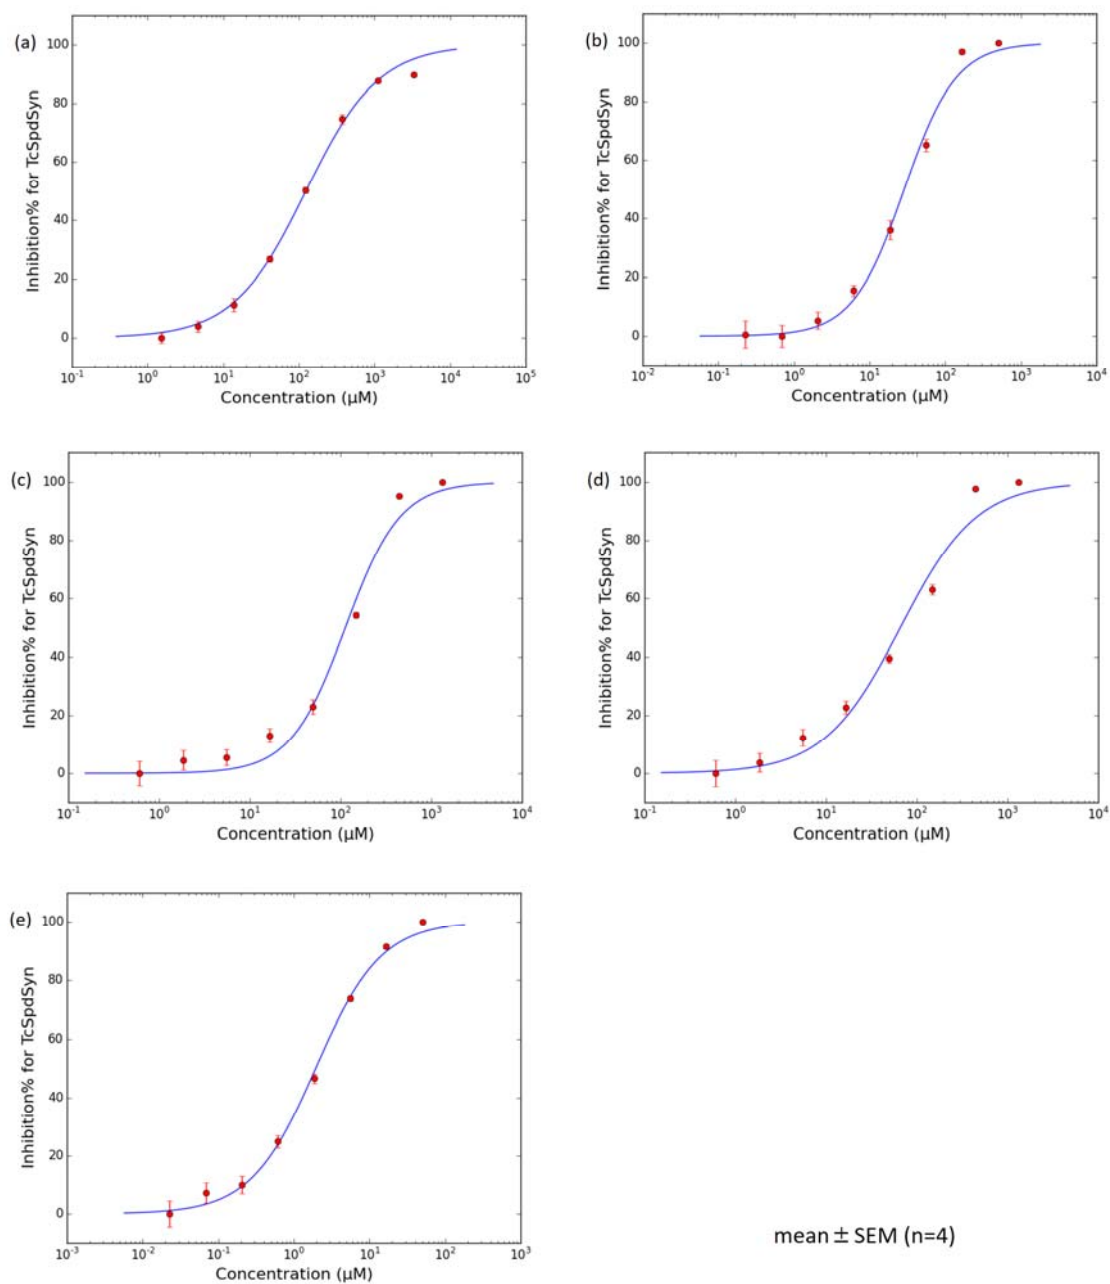 (a)
Inhibition% for TcSpdSyn
100
80
60
40
20
0
10⁻¹ 10⁰ 10¹ 10² 10³ 10⁴ 10⁵
Concentration (µM)
(b)
Inhibition% for TcSpdSyn
100
80
60
40
20
0
10⁻² 10⁻¹ 10⁰ 10¹ 10² 10³ 10⁴
Concentration (µM)
(c)
Inhibition% for TcSpdSyn
100
80
60
40
20
0
10⁻¹ 10⁰ 10¹ 10² 10³ 10⁴
Concentration (µM)
(d)
Inhibition% for TcSpdSyn
100
80
60
40
20
0
10⁻¹ 10⁰ 10¹ 10² 10³ 10⁴
Concentration (µM)
(e)
Inhibition% for TcSpdSyn
100
80
60
40
20
0
10⁻³ 10⁻² 10⁻¹ 10⁰ 10¹ 10² 10³
Concentration (µM)
mean ± SEM (n=4)